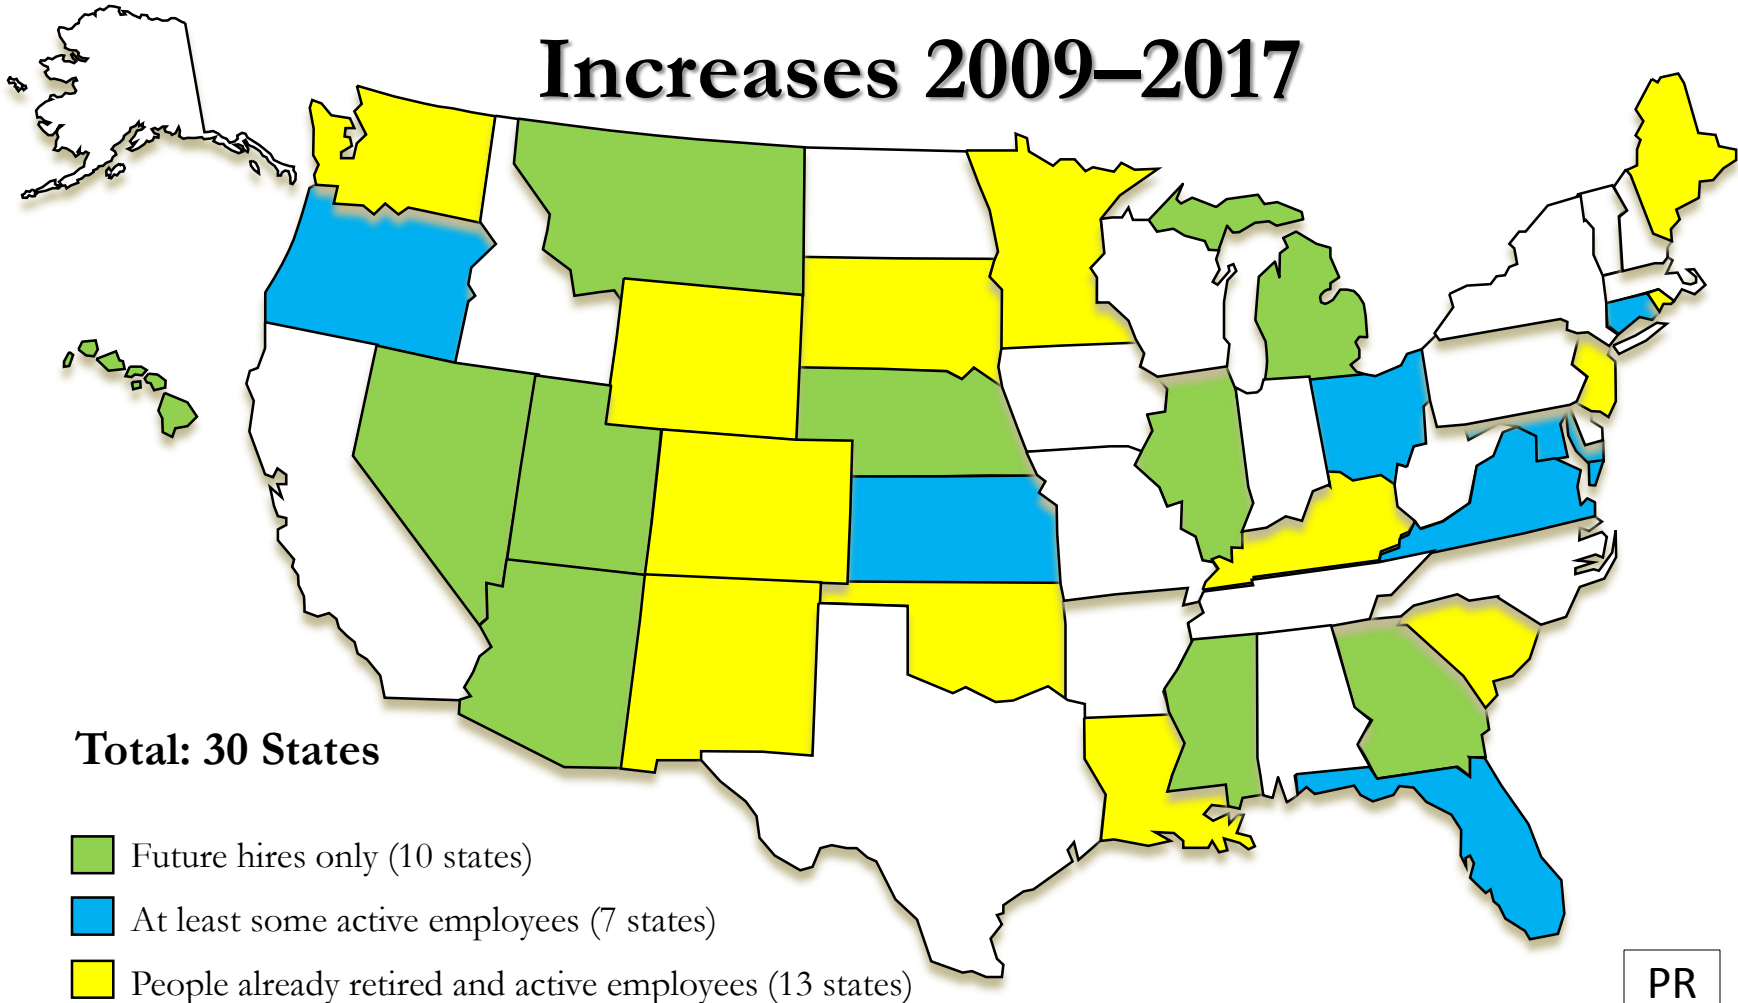 Increases 2009–2017
Total: 30 States
Future hires only (10 states)
At least some active employees (7 states)
People already retired and active employees (13 states)
PR